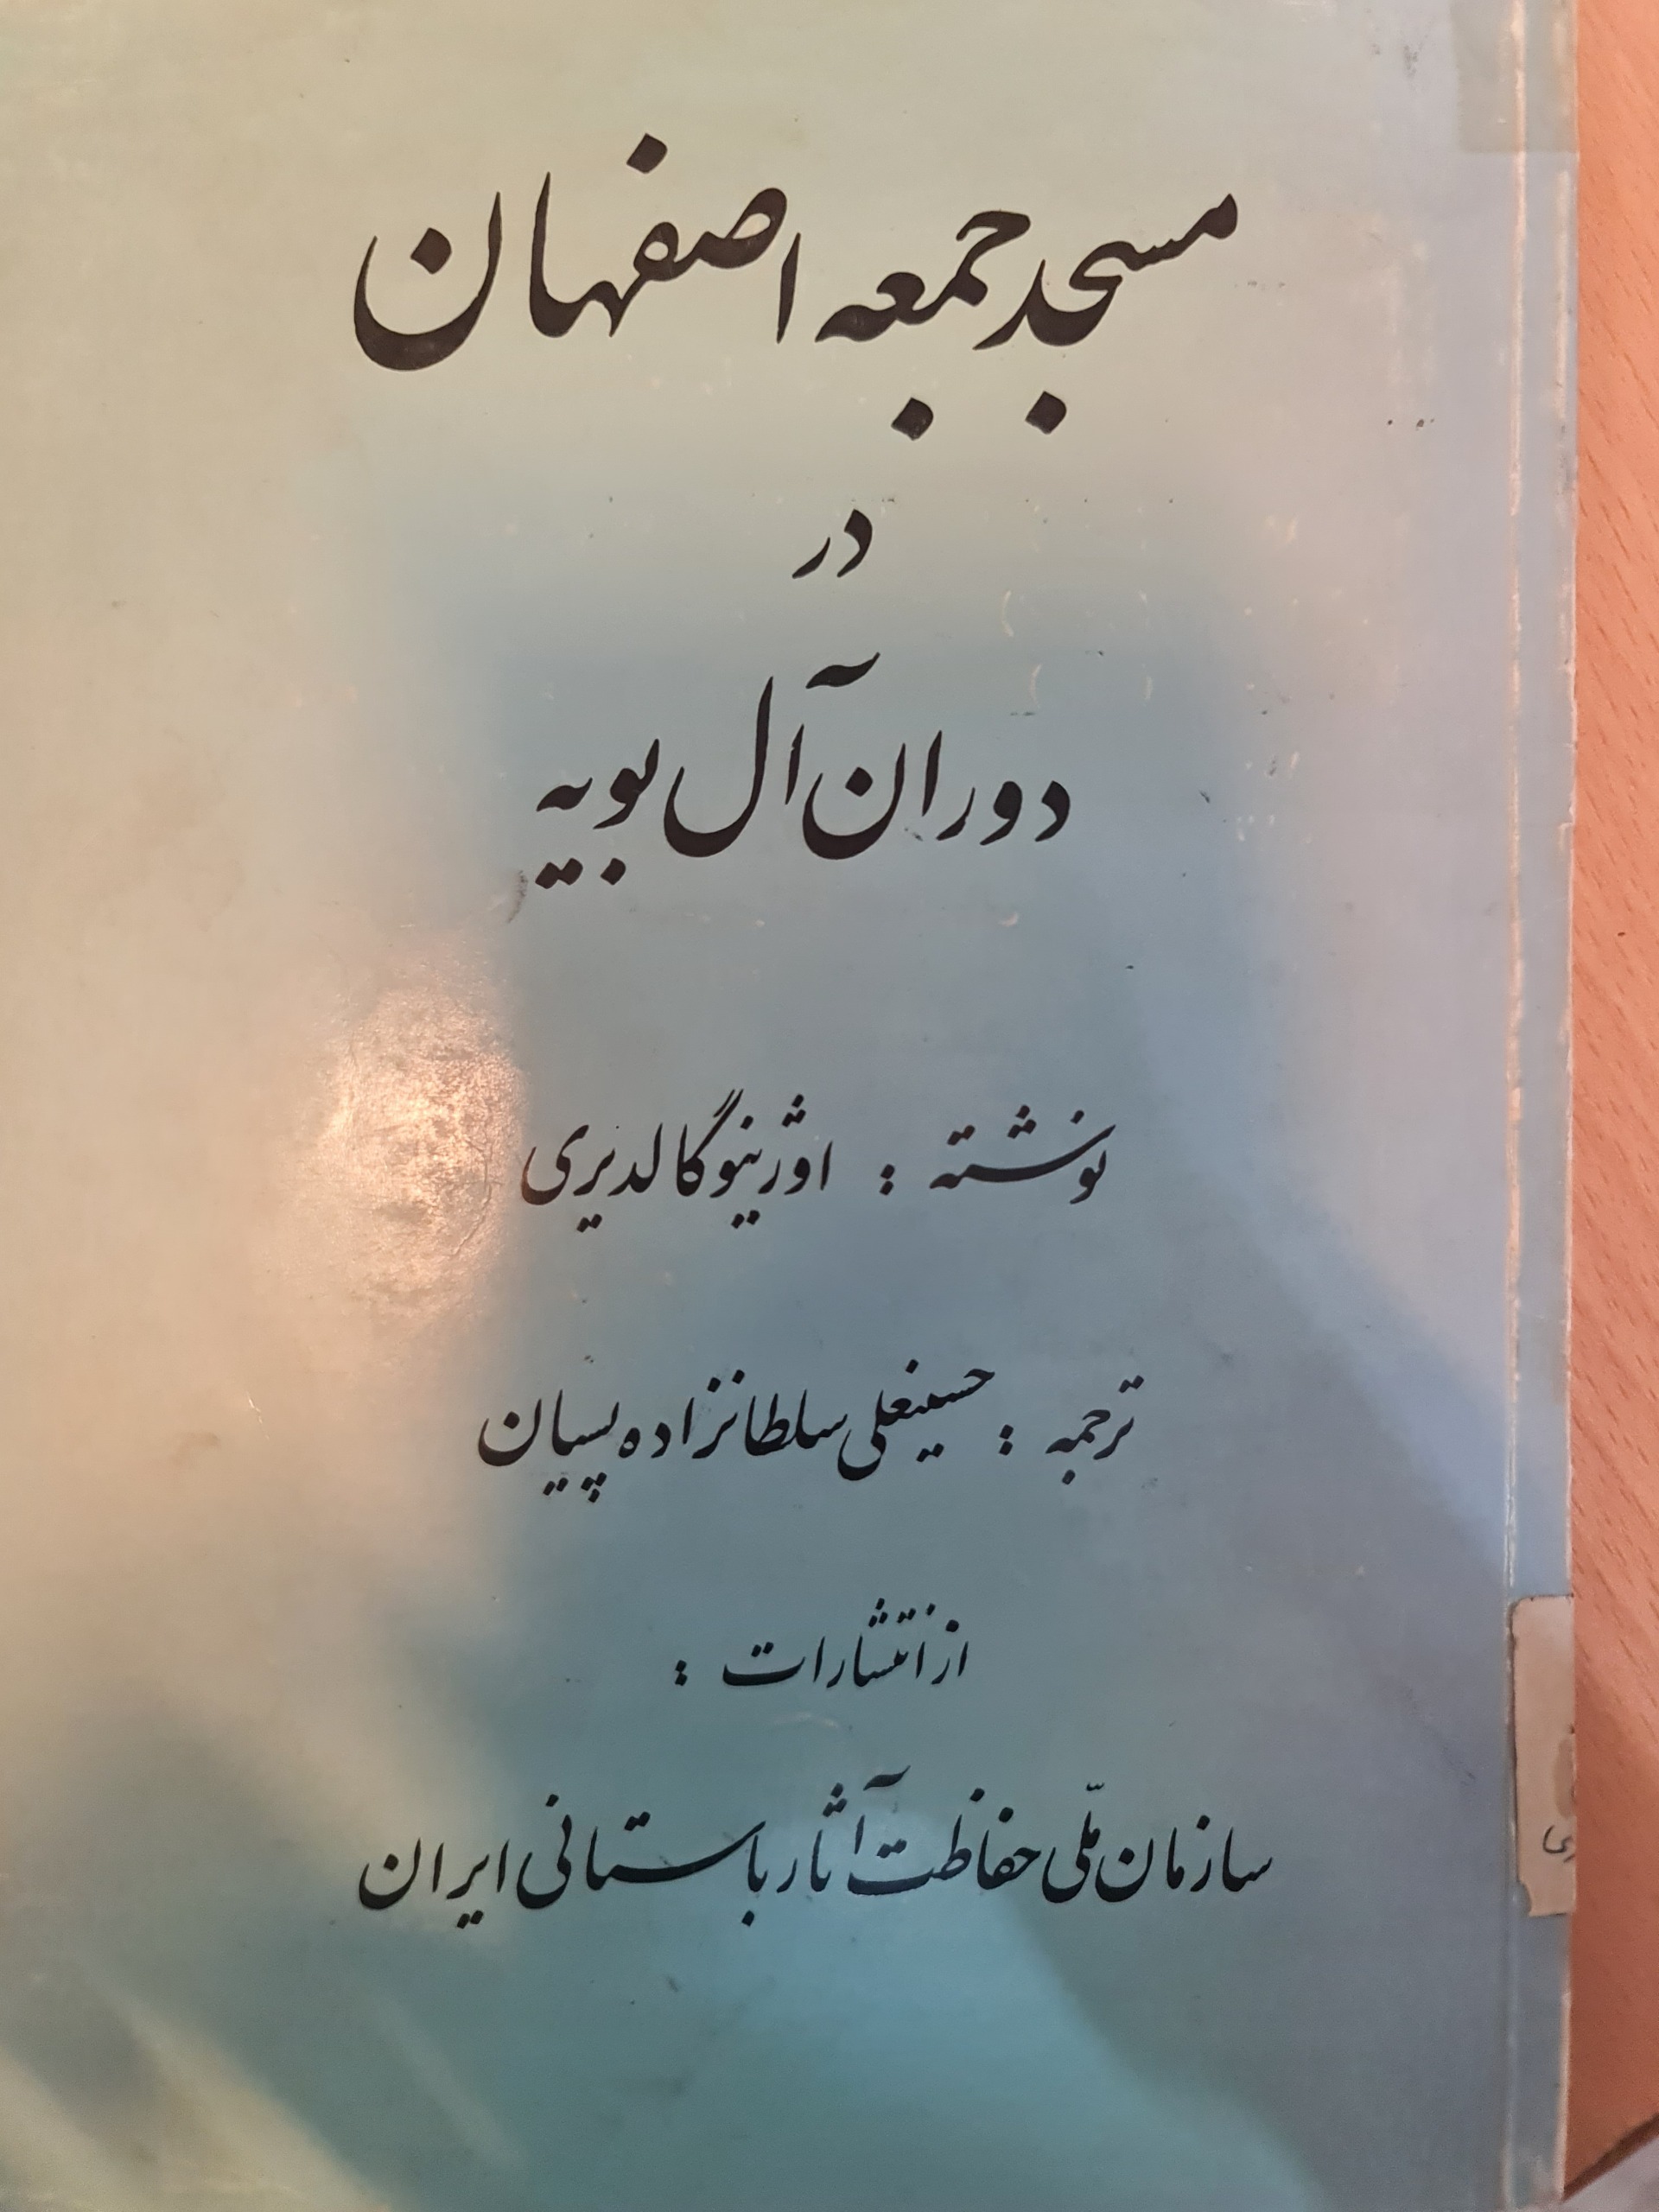 مسجد جمعه اصفهان
در
دوران آل بویه
نوشته : اوژنیو گالدیری
ترجمه : حسینعلی سلطانزاده پسیان
از انتشارات :
سازمان ملّی حفاظت آثار باستانی ایران